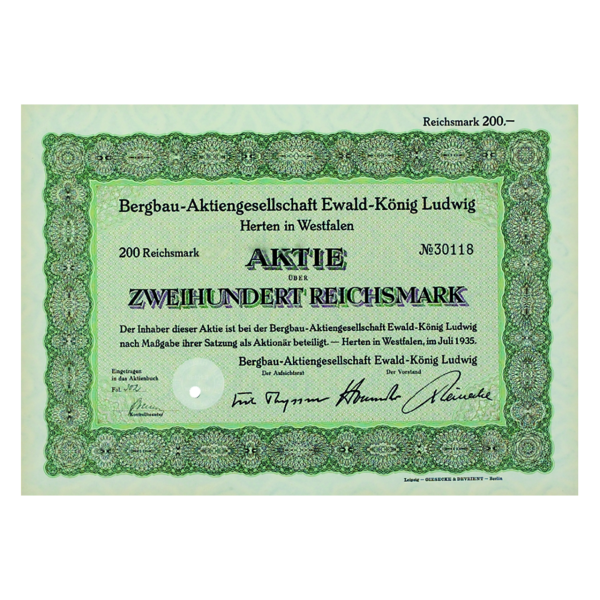 Reichsmark 200.—
Bergbau-Aktiengesellschaft Ewald-König Ludwig
Herten in Westfalen
200 Reichsmark
AKTIE
№30118
ÜBER
ZWEIHUNDERT REICHSMARK
Der Inhaber dieser Aktie ist bei der Bergbau-Aktiengesellschaft Ewald-König Ludwig
nach Maßgabe ihrer Satzung als Aktionär beteiligt. — Herten in Westfalen, im Juli 1935.
Bergbau-Aktiengesellschaft Ewald-König Ludwig
Der Aufsichtsrat Der Vorstand
Eingetragen
in das Aktienbuch
Fol.
Kontrollbeamter
Leipzig — GIESECKE & DEVRIENT — Berlin